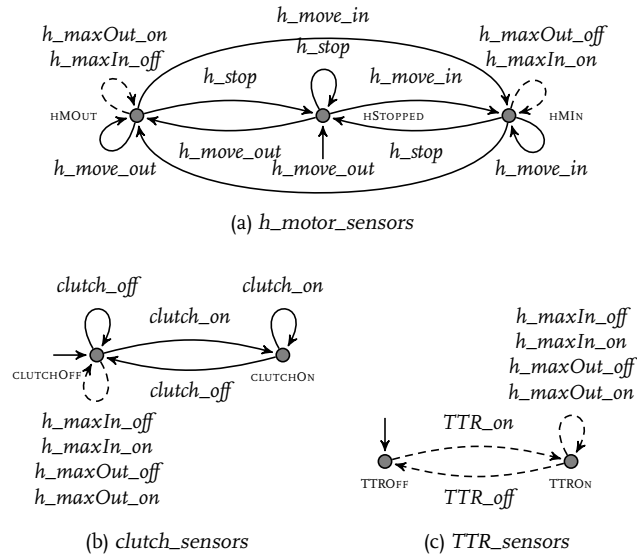 h_move_in
h_maxOut_on
h_maxIn_off
h_stop
h_maxOut_off
h_maxIn_on
h_stop
h_move_in
HMOUT
HSTOPPED
HMIN
h_move_out
h_move_out
h_move_out
h_stop
h_move_in
(a) h_motor_sensors
clutch_off
clutch_on
clutch_on
CLUTCHOFF
CLUTCHON
clutch_off
h_maxIn_off
h_maxIn_on
h_maxOut_off
h_maxOut_on
(b) clutch_sensors
h_maxIn_off
h_maxIn_on
h_maxOut_off
h_maxOut_on
TTR_on
TTROFF
TTRON
TTR_off
(c) TTR_sensors